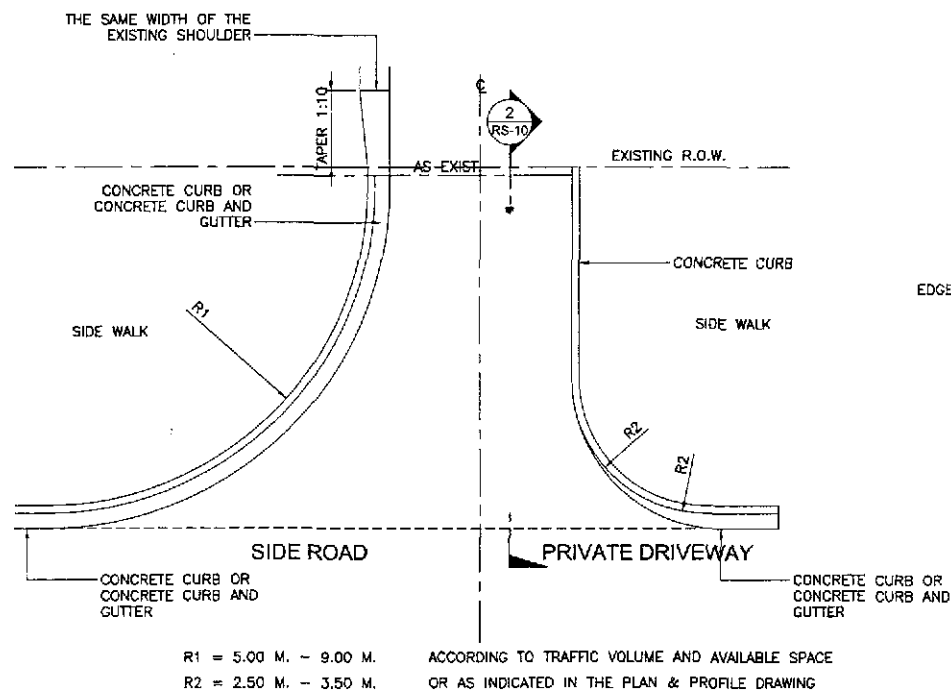 THE SAME WIDTH OF THE
EXISTING SHOULDER
TAPER 1:10
℄
2
RS-10
AS EXIST.
EXISTING R.O.W.
CONCRETE CURB OR
CONCRETE CURB AND
GUTTER
CONCRETE CURB
EDGE
R1
SIDE WALK
SIDE WALK
R2
R2
SIDE ROAD
PRIVATE DRIVEWAY
CONCRETE CURB OR
CONCRETE CURB AND
GUTTER
CONCRETE CURB OR
CONCRETE CURB AND
GUTTER
R1 = 5.00 M. - 9.00 M. ACCORDING TO TRAFFIC VOLUME AND AVAILABLE SPACE
R2 = 2.50 M. - 3.50 M. OR AS INDICATED IN THE PLAN & PROFILE DRAWING